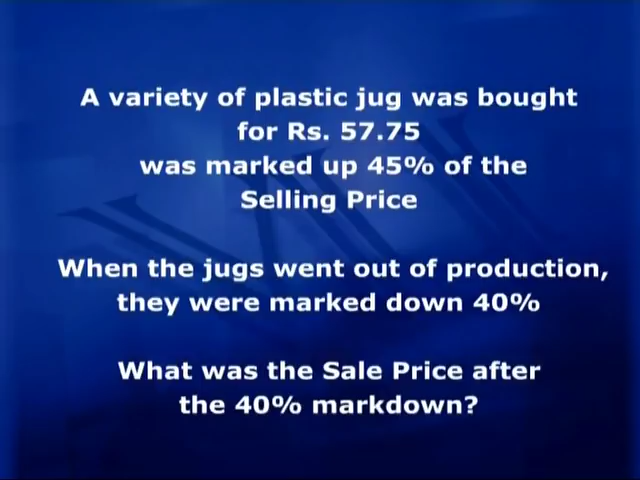 A variety of plastic jug was bought
for Rs. 57.75
was marked up 45% of the
Selling Price
When the jugs went out of production,
they were marked down 40%
What was the Sale Price after
the 40% markdown?